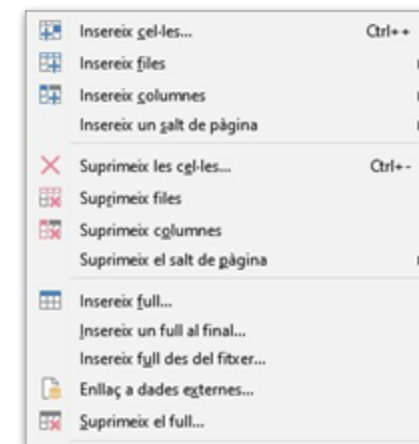 Insereix cel·les... Ctrl++
Insereix files
Insereix columnes
Insereix un salt de pàgina
Suprimeix les cel·les... Ctrl+-
Suprimeix files
Suprimeix columnes
Suprimeix el salt de pàgina
Insereix full...
Insereix un full al final...
Insereix full des del fitxer...
Enllaç a dades externes...
Suprimeix el full...